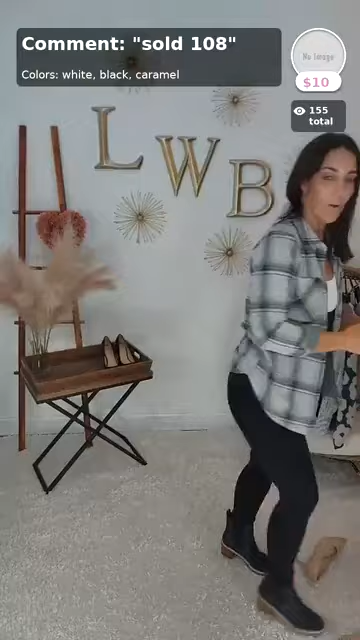 Comment: "sold 108"
Colors: white, black, caramel
No Image
$10
155
total
LWB